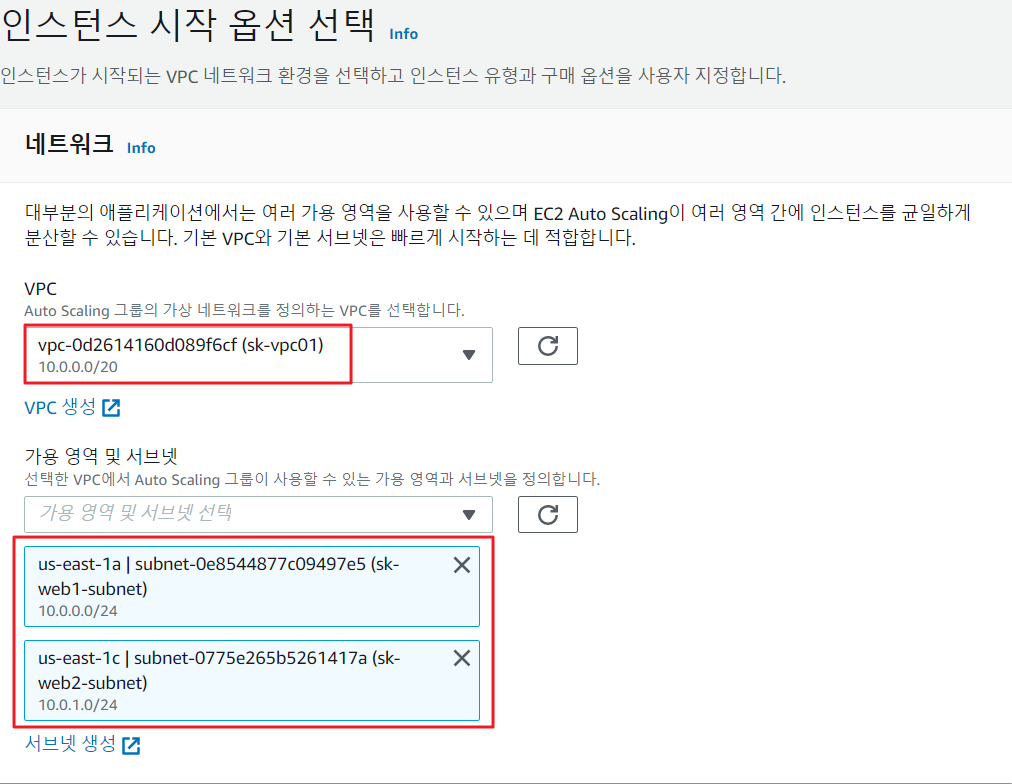 인스턴스 시작 옵션 선택 Info
인스턴스가 시작되는 VPC 네트워크 환경을 선택하고 인스턴스 유형과 구매 옵션을 사용자 지정합니다.
네트워크 Info
대부분의 애플리케이션에서는 여러 가용 영역을 사용할 수 있으며 EC2 Auto Scaling이 여러 영역 간에 인스턴스를 균일하게
분산할 수 있습니다. 기본 VPC와 기본 서브넷은 빠르게 시작하는 데 적합합니다.
VPC
Auto Scaling 그룹의 가상 네트워크를 정의하는 VPC를 선택합니다.
vpc-0d2614160d089f6cf (sk-vpc01)
10.0.0.0/20
VPC 생성
가용 영역 및 서브넷
선택한 VPC에서 Auto Scaling 그룹이 사용할 수 있는 가용 영역과 서브넷을 정의합니다.
가용 영역 및 서브넷 선택
us-east-1a | subnet-0e8544877c09497e5 (sk-
web1-subnet)
10.0.0.0/24
us-east-1c | subnet-0775e265b5261417a (sk-
web2-subnet)
10.0.1.0/24
서브넷 생성